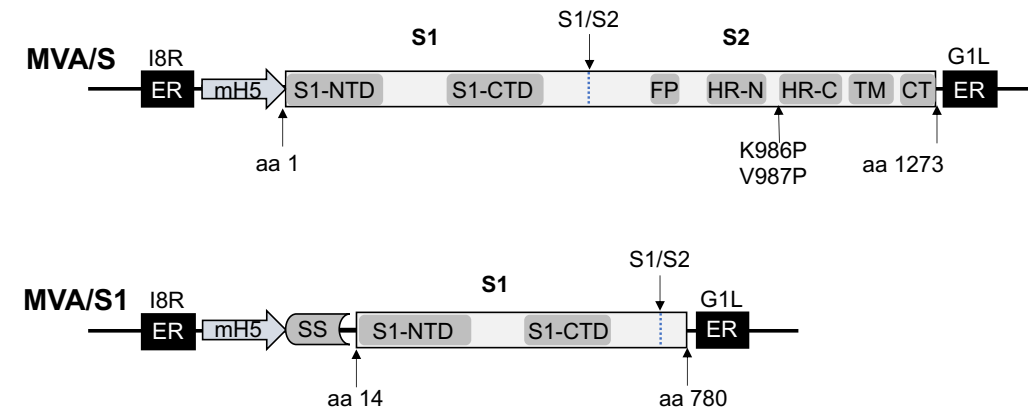 S1/S2
S1 S2
MVA/S I8R G1L
ER mH5 S1-NTD S1-CTD FP HR-N HR-C TM CT ER
aa 1 K986P aa 1273
V987P
S1/S2
S1
MVA/S1 I8R G1L
ER mH5 SS S1-NTD S1-CTD ER
aa 14 aa 780